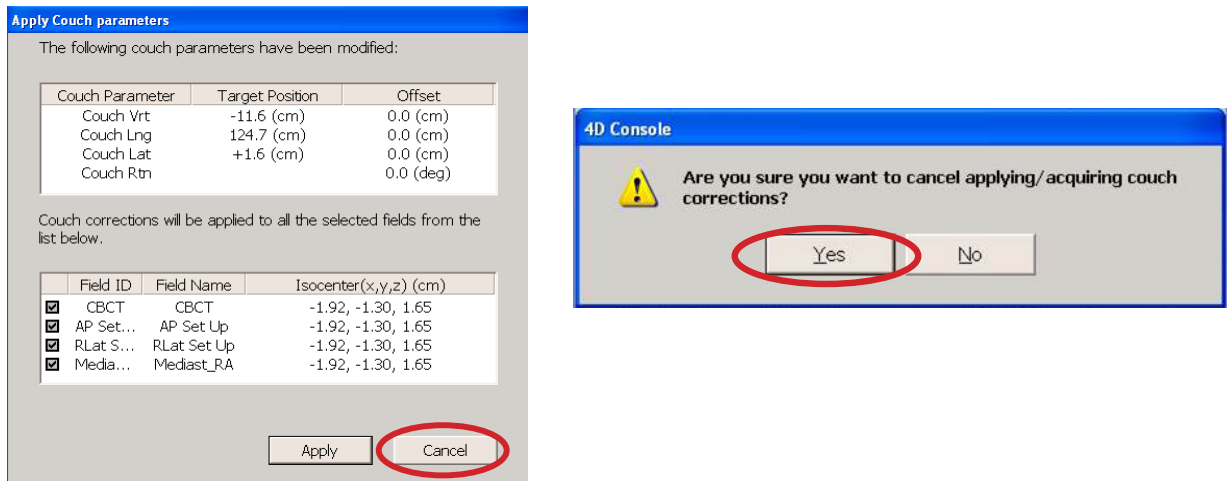 Apply Couch parameters
The following couch parameters have been modified:
Couch Parameter Target Position Offset
Couch Vrt -11.6 (cm) 0.0 (cm)
Couch Lng 124.7 (cm) 0.0 (cm)
Couch Lat +1.6 (cm) 0.0 (cm)
Couch Rtn 0.0 (deg)
Couch corrections will be applied to all the selected fields from the
list below.
Field ID Field Name Isocenter(x,y,z) (cm)
CBCT CBCT -1.92, -1.30, 1.65
AP Set... AP Set Up -1.92, -1.30, 1.65
RLat S... RLat Set Up -1.92, -1.30, 1.65
Media... Mediast_RA -1.92, -1.30, 1.65
Apply Cancel
4D Console
Are you sure you want to cancel applying/acquiring couch
corrections?
Yes No